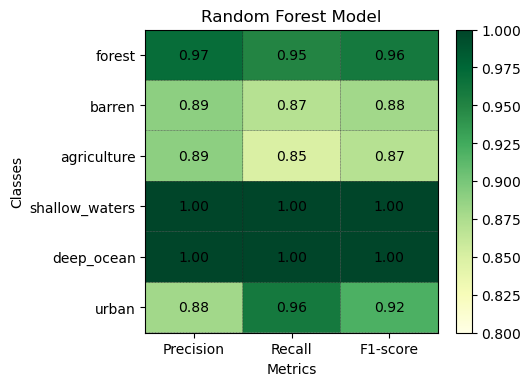 Random Forest Model
Classes
forest 0.97 0.95 0.96
barren 0.89 0.87 0.88
agriculture 0.89 0.85 0.87
shallow_waters 1.00 1.00 1.00
deep_ocean 1.00 1.00 1.00
urban 0.88 0.96 0.92
Precision Recall F1-score
Metrics
1.000
0.975
0.950
0.925
0.900
0.875
0.850
0.825
0.800